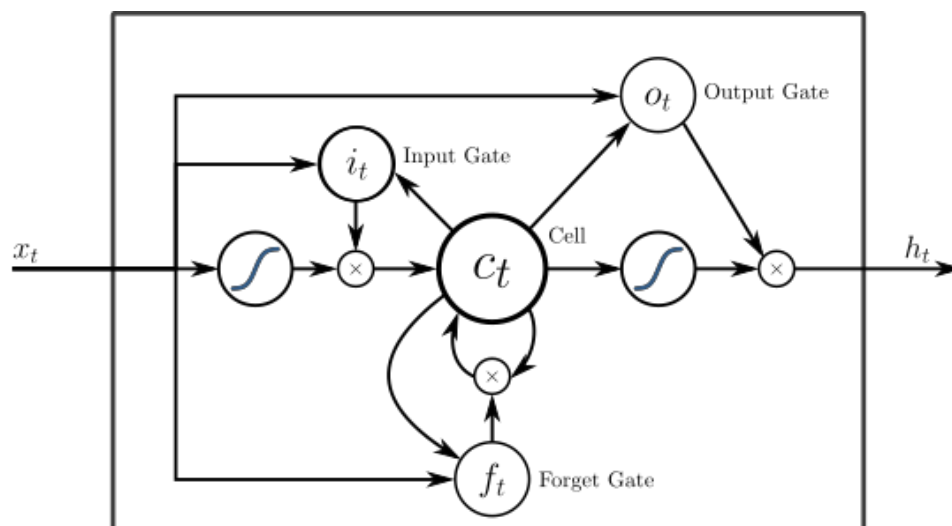 o_t Output Gate
i_t Input Gate
x_t
×
c_t
Cell
×
h_t
×
f_t Forget Gate